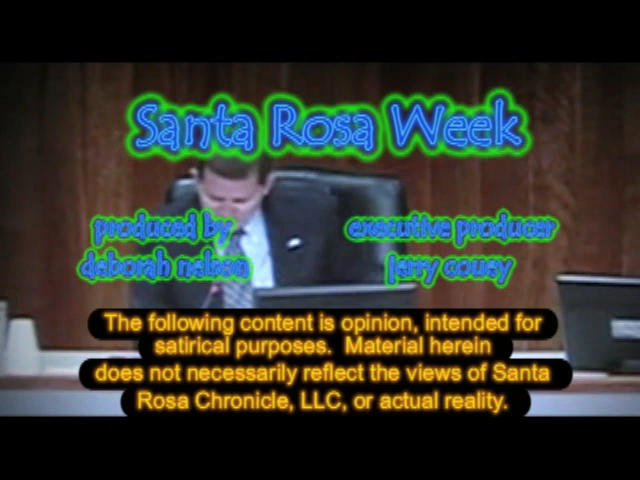 Santa Rosa Week
produced by
deborah nelson
executive producer
jerry couey
The following content is opinion, intended for
satirical purposes. Material herein
does not necessarily reflect the views of Santa
Rosa Chronicle, LLC, or actual reality.